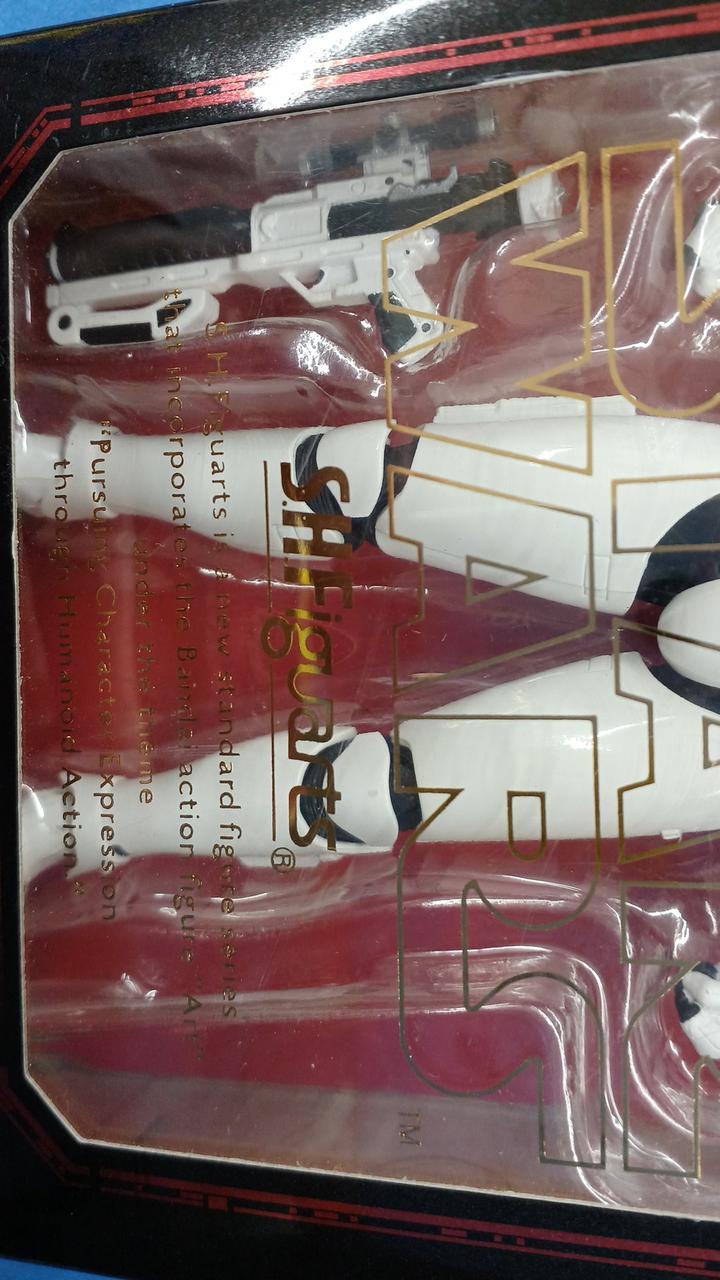 STAR
WARS
TM
S.H.Figuarts®
S.H.Figuarts is a new standard figure series
that incorporates the Bandai action figure "Art"
under the theme
"Pursuing Character Expression
through Humanoid Action."